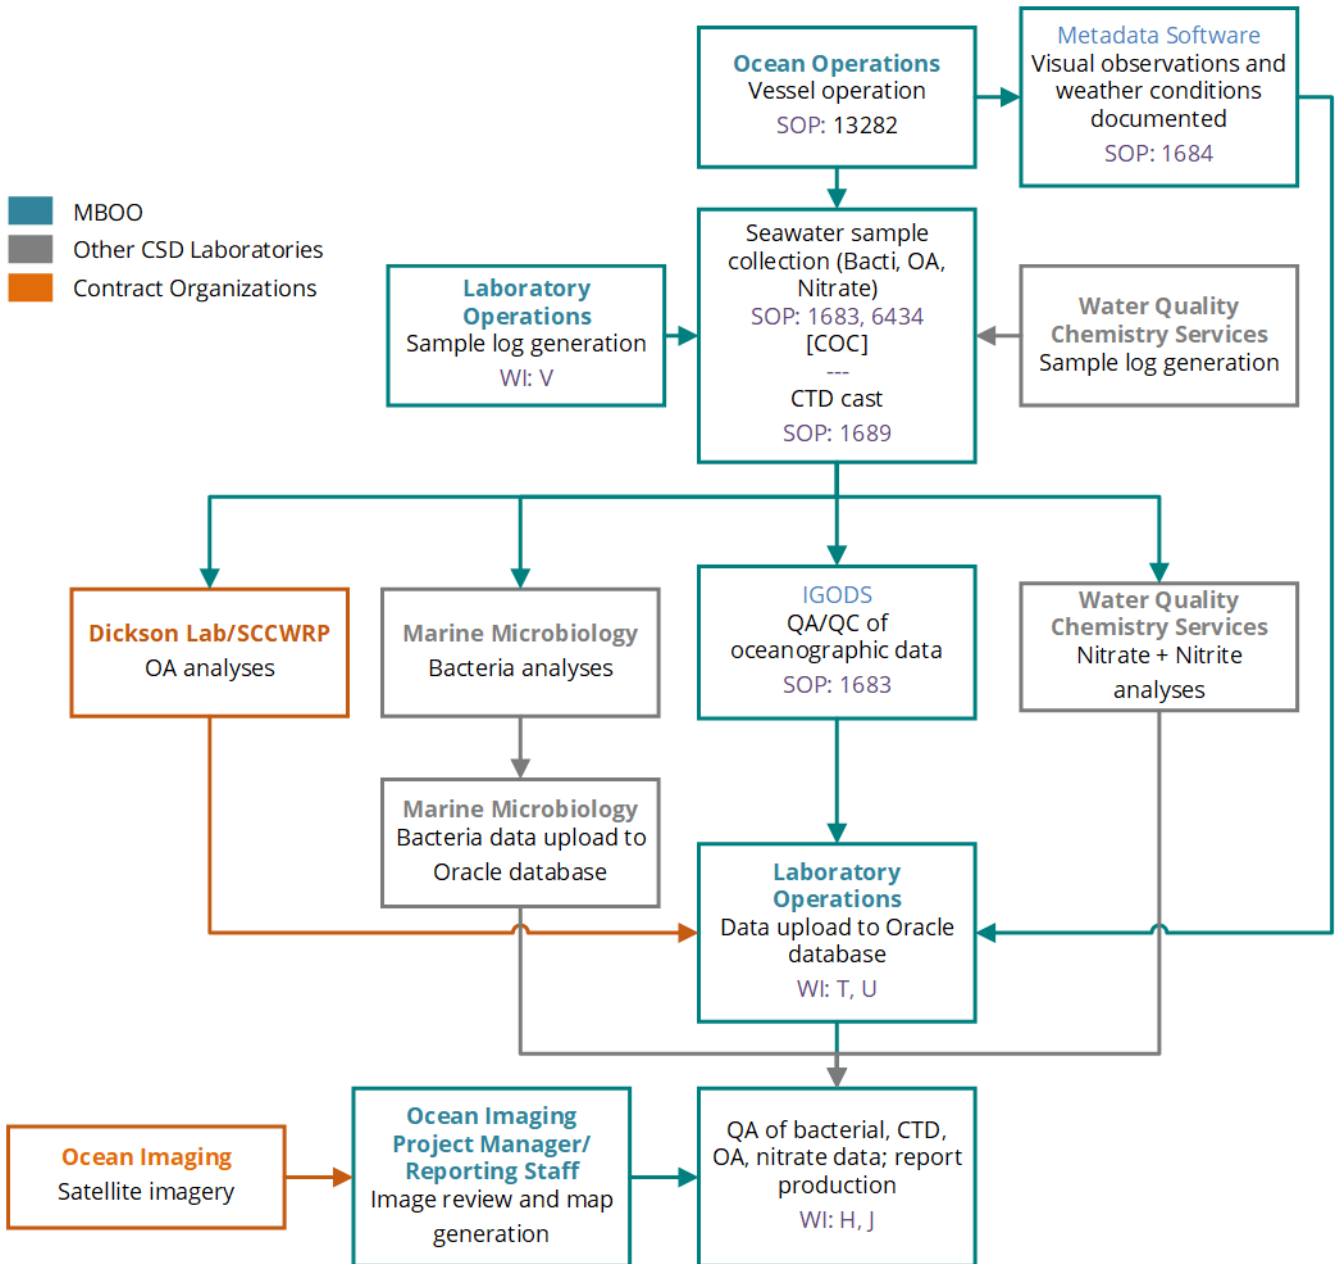 Ocean Operations
Vessel operation
SOP: 13282
Metadata Software
Visual observations and
weather conditions
documented
SOP: 1684
MBOO
Other CSD Laboratories
Contract Organizations
Laboratory
Operations
Sample log generation
WI: V
Seawater sample
collection (Bacti, OA,
Nitrate)
SOP: 1683, 6434
[COC]
---
CTD cast
SOP: 1689
Water Quality
Chemistry Services
Sample log generation
Dickson Lab/SCCWRP
OA analyses
Marine Microbiology
Bacteria analyses
IGODS
QA/QC of
oceanographic data
SOP: 1683
Water Quality
Chemistry Services
Nitrate + Nitrite
analyses
Marine Microbiology
Bacteria data upload to
Oracle database
Laboratory
Operations
Data upload to Oracle
database
WI: T, U
Ocean Imaging
Satellite imagery
Ocean Imaging
Project Manager/
Reporting Staff
Image review and map
generation
QA of bacterial, CTD,
OA, nitrate data; report
production
WI: H, J